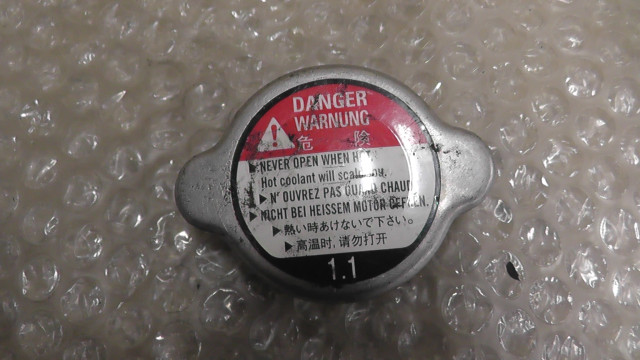 DANGER
WARNUNG
危 険
▶NEVER OPEN WHEN HOT!
Hot coolant will scald you.
▶N'OUVREZ PAS QUAND CHAUD.
▶NICHT BEI HEISSEM MOTOR ÖFFNEN.
▶熱い時あけないで下さい。
▶高温时,请勿打开
1.1